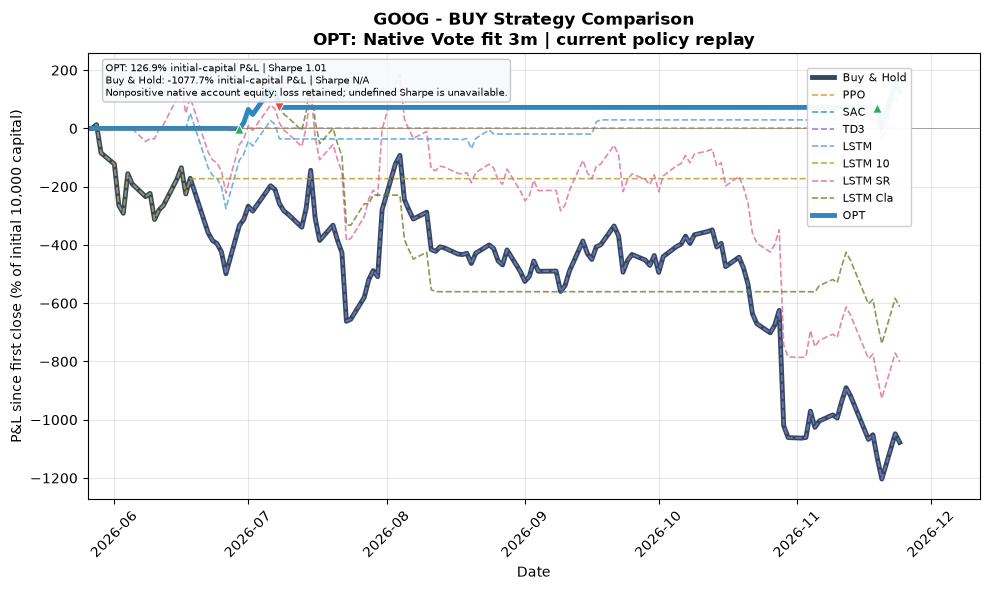 GOOG - BUY Strategy Comparison
OPT: Native Vote fit 3m | current policy replay
OPT: 126.9% initial-capital P&L | Sharpe 1.01
Buy & Hold: -1077.7% initial-capital P&L | Sharpe N/A
Nonpositive native account equity: loss retained; undefined Sharpe is unavailable.
Buy & Hold
PPO
SAC
TD3
LSTM
LSTM 10
LSTM SR
LSTM Cla
OPT
P&L since first close (% of initial 10,000 capital)
200
0
−200
−400
−600
−800
−1000
−1200
2026-06
2026-07
2026-08
2026-09
2026-10
2026-11
2026-12
Date